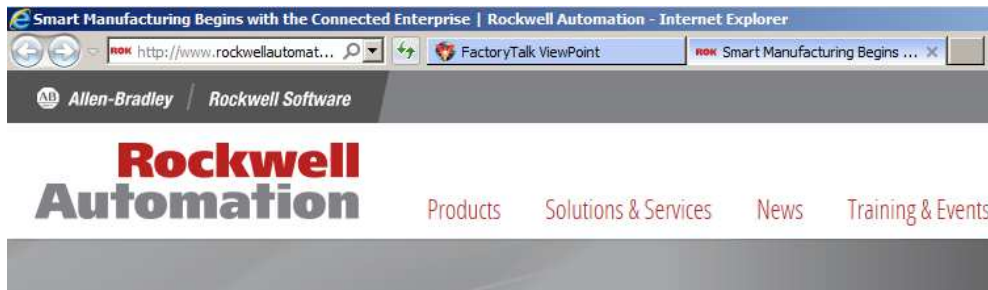 Smart Manufacturing Begins with the Connected Enterprise | Rockwell Automation - Internet Explorer
ROK http://www.rockwellautomat... FactoryTalk ViewPoint ROK Smart Manufacturing Begins ...
AB Allen-Bradley | Rockwell Software
Rockwell
Automation
Products Solutions & Services News Training & Events